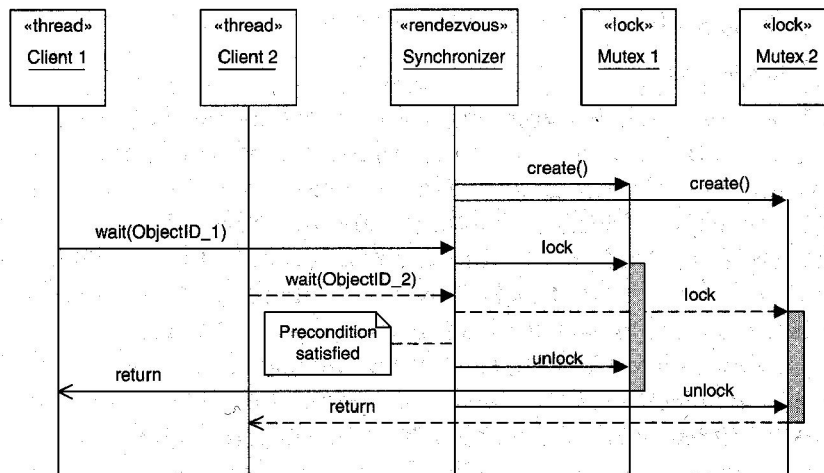 «thread»
Client 1
«thread»
Client 2
«rendezvous»
Synchronizer
«lock»
Mutex 1
«lock»
Mutex 2
create()
create()
wait(ObjectID_1)
lock
wait(ObjectID_2)
lock
Precondition
satisfied
unlock
return
unlock
return